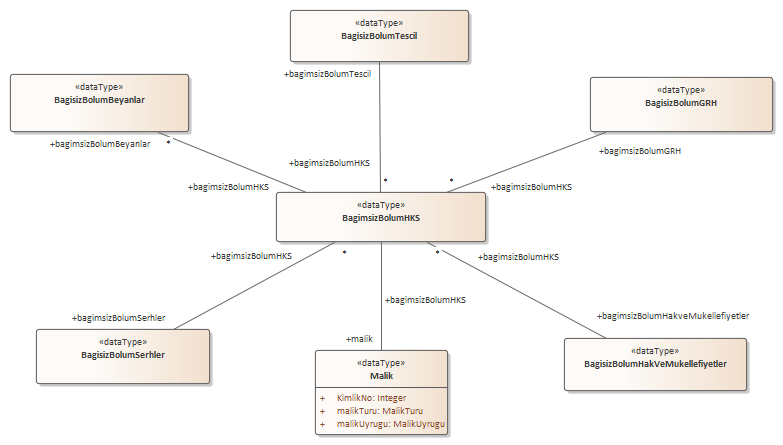 «dataType»
BagisizBolumTescil
+bagimsizBolumTescil
«dataType»
BagisizBolumBeyanlar
+bagimsizBolumBeyanlar
*
«dataType»
BagisizBolumGRH
+bagimsizBolumGRH
+bagimsizBolumHKS
+bagimsizBolumHKS
*
*
+bagimsizBolumHKS
«dataType»
BagimsizBolumHKS
+bagimsizBolumHKS
*
*
+bagimsizBolumHKS
+bagimsizBolumHKS
+bagimsizBolumSerhler
+malik
+bagimsizBolumHakveMukellefiyetler
«dataType»
BagisizBolumSerhler
«dataType»
Malik
+ KimlikNo: Integer
+ malikTuru: MalikTuru
+ malikUyrugu: MalikUyrugu
«dataType»
BagisizBolumHakVeMukellefiyetler